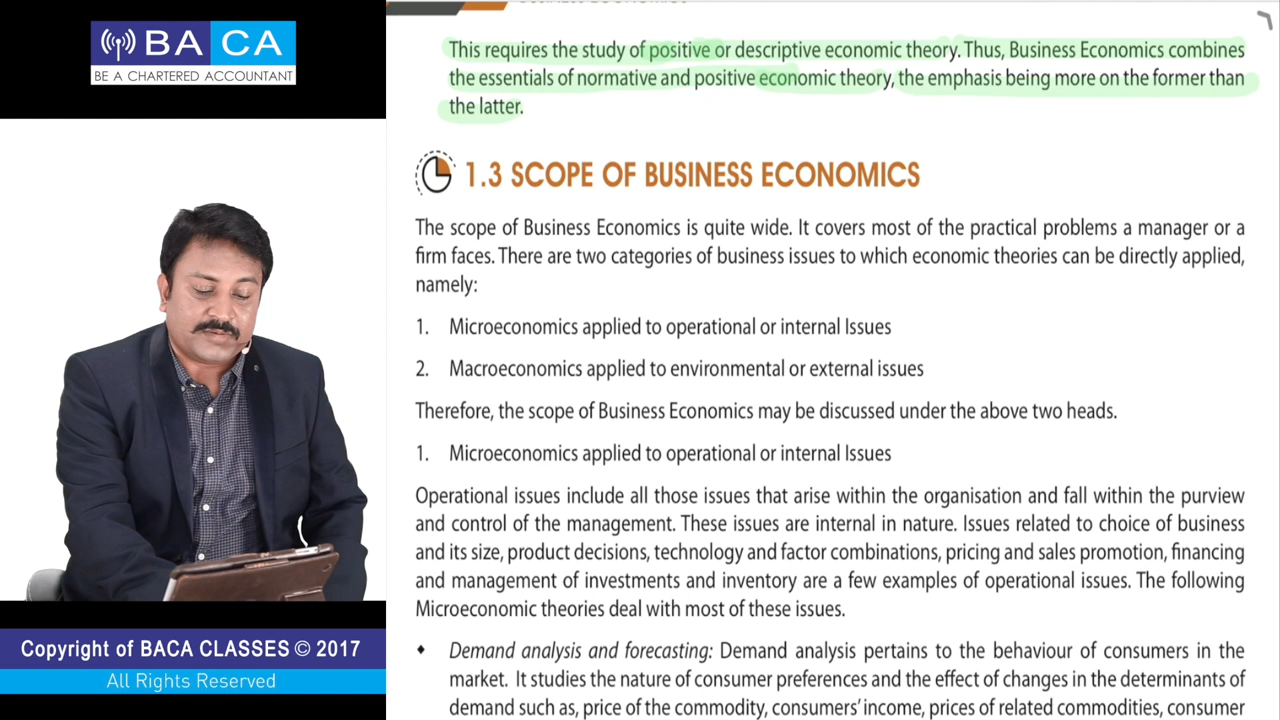 BA CA
BE A CHARTERED ACCOUNTANT
BUSINESS ECONOMICS
This requires the study of positive or descriptive economic theory. Thus, Business Economics combines
the essentials of normative and positive economic theory, the emphasis being more on the former than
the latter.
1.3 SCOPE OF BUSINESS ECONOMICS
The scope of Business Economics is quite wide. It covers most of the practical problems a manager or a
firm faces. There are two categories of business issues to which economic theories can be directly applied,
namely:
1. Microeconomics applied to operational or internal Issues
2. Macroeconomics applied to environmental or external issues
Therefore, the scope of Business Economics may be discussed under the above two heads.
1. Microeconomics applied to operational or internal Issues
Operational issues include all those issues that arise within the organisation and fall within the purview
and control of the management. These issues are internal in nature. Issues related to choice of business
and its size, product decisions, technology and factor combinations, pricing and sales promotion, financing
and management of investments and inventory are a few examples of operational issues. The following
Microeconomic theories deal with most of these issues.
♦ Demand analysis and forecasting: Demand analysis pertains to the behaviour of consumers in the
market. It studies the nature of consumer preferences and the effect of changes in the determinants of
demand such as, price of the commodity, consumers' income, prices of related commodities, consumer
Copyright of BACA CLASSES © 2017
All Rights Reserved